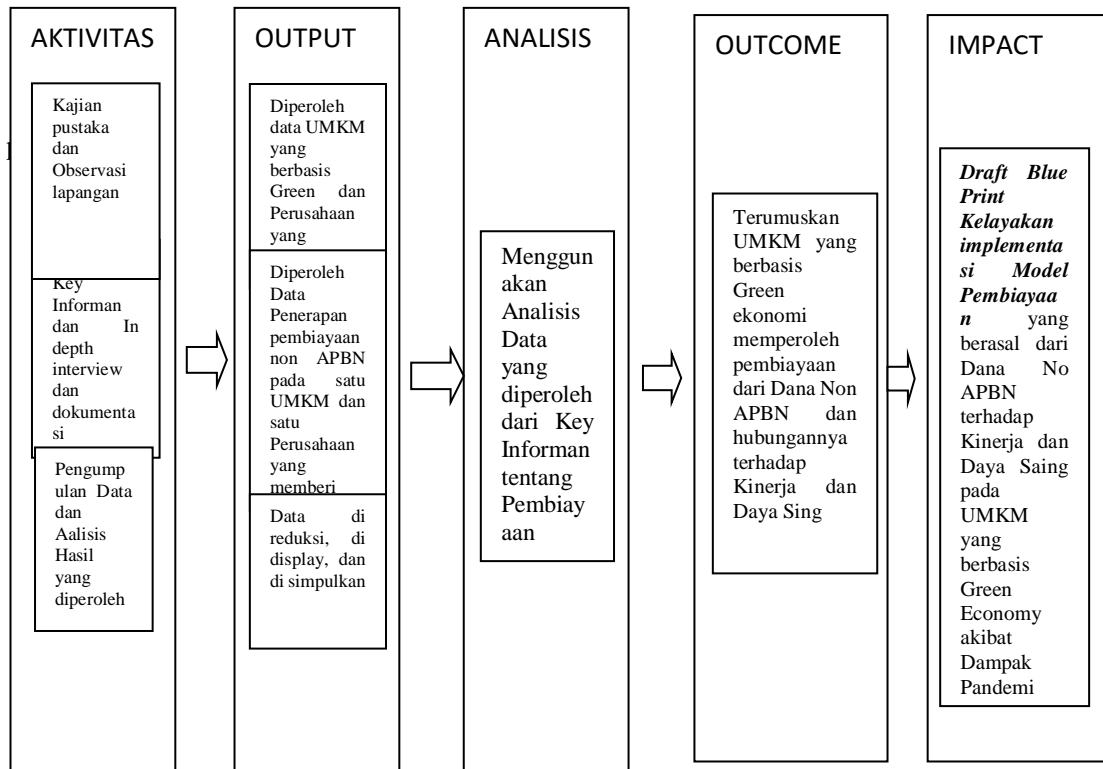 AKTIVITAS
Kajian
pustaka
dan
Observasi
lapangan
Key
Informan
dan In
depth
interview
dan
dokumenta
si
Pengump
ulan Data
dan
Aalisis
Hasil
yang
diperoleh
OUTPUT
Diperoleh
data UMKM
yang
berbasis
Green dan
Perusahaan
yang
Diperoleh
Data
Penerapan
pembiayaan
non APBN
pada satu
UMKM dan
satu
Perusahaan
yang
memberi
Data di
reduksi, di
display, dan
di simpulkan
ANALISIS
Menggun
akan
Analisis
Data
yang
diperoleh
dari Key
Informan
tentang
Pembiay
aan
OUTCOME
Terumuskan
UMKM yang
berbasis
Green
ekonomi
memperoleh
pembiayaan
dari Dana Non
APBN dan
hubungannya
terhadap
Kinerja dan
Daya Sing
IMPACT
Draft Blue
Print
Kelayakan
implementa
si Model
Pembiayaa
n yang
berasal dari
Dana No
APBN
terhadap
Kinerja dan
Daya Saing
pada
UMKM
yang
berbasis
Green
Economy
akibat
Dampak
Pandemi